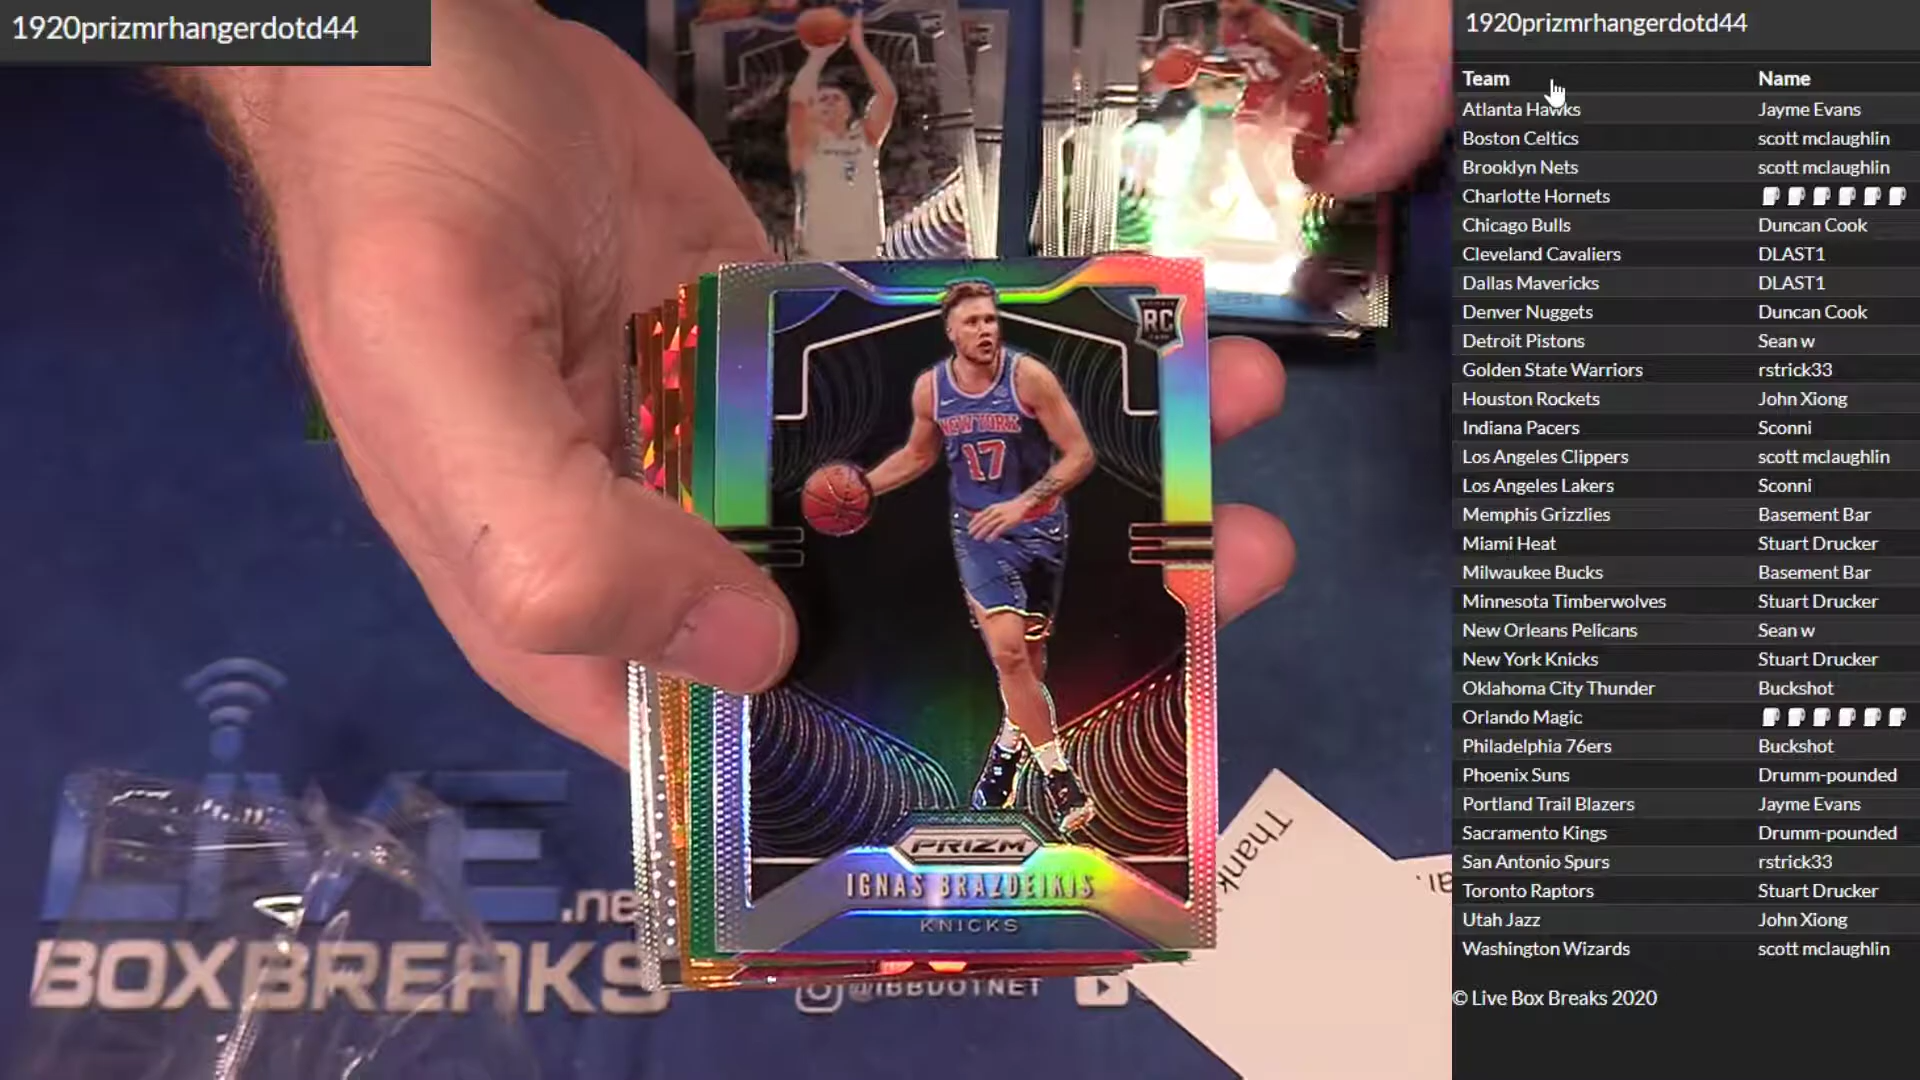 1920prizmrhangerdotd44
1920prizmrhangerdotd44
Team Name
Atlanta Hawks Jayme Evans
Boston Celtics scott mclaughlin
Brooklyn Nets scott mclaughlin
Charlotte Hornets 🧻🧻🧻🧻🧻🧻
Chicago Bulls Duncan Cook
Cleveland Cavaliers DLAST1
Dallas Mavericks DLAST1
Denver Nuggets Duncan Cook
Detroit Pistons Sean w
Golden State Warriors rstrick33
Houston Rockets John Xiong
Indiana Pacers Sconni
Los Angeles Clippers scott mclaughlin
Los Angeles Lakers Sconni
Memphis Grizzlies Basement Bar
Miami Heat Stuart Drucker
Milwaukee Bucks Basement Bar
Minnesota Timberwolves Stuart Drucker
New Orleans Pelicans Sean w
New York Knicks Stuart Drucker
Oklahoma City Thunder Buckshot
Orlando Magic 🧻🧻🧻🧻🧻🧻
Philadelphia 76ers Buckshot
Phoenix Suns Drumm-pounded
Portland Trail Blazers Jayme Evans
Sacramento Kings Drumm-pounded
San Antonio Spurs rstrick33
Toronto Raptors Stuart Drucker
Utah Jazz John Xiong
Washington Wizards scott mclaughlin
© Live Box Breaks 2020
RC
NEW YORK
17
PRIZM
IGNAS BRAZDEIKIS
KNICKS
Thank
LIVE
.ne
BOXBREAKS
@LBBDOTNET